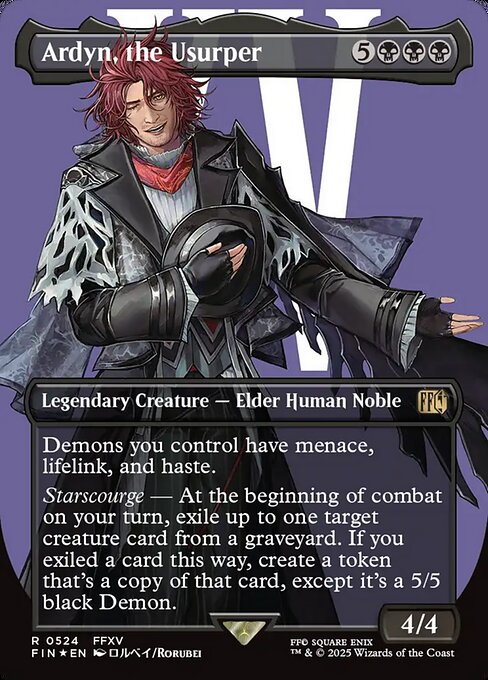 XV
Ardyn, the Usurper 5
Legendary Creature — Elder Human Noble FF
Demons you control have menace,
lifelink, and haste.
Starscourge — At the beginning of combat
on your turn, exile up to one target
creature card from a graveyard. If you
exiled a card this way, create a token
that's a copy of that card, except it's a 5/5
black Demon.
4/4
R 0524 FFXV
FIN★EN ロルベイ/RORUBEI
FF© SQUARE ENIX
™ & © 2025 Wizards of the Coast